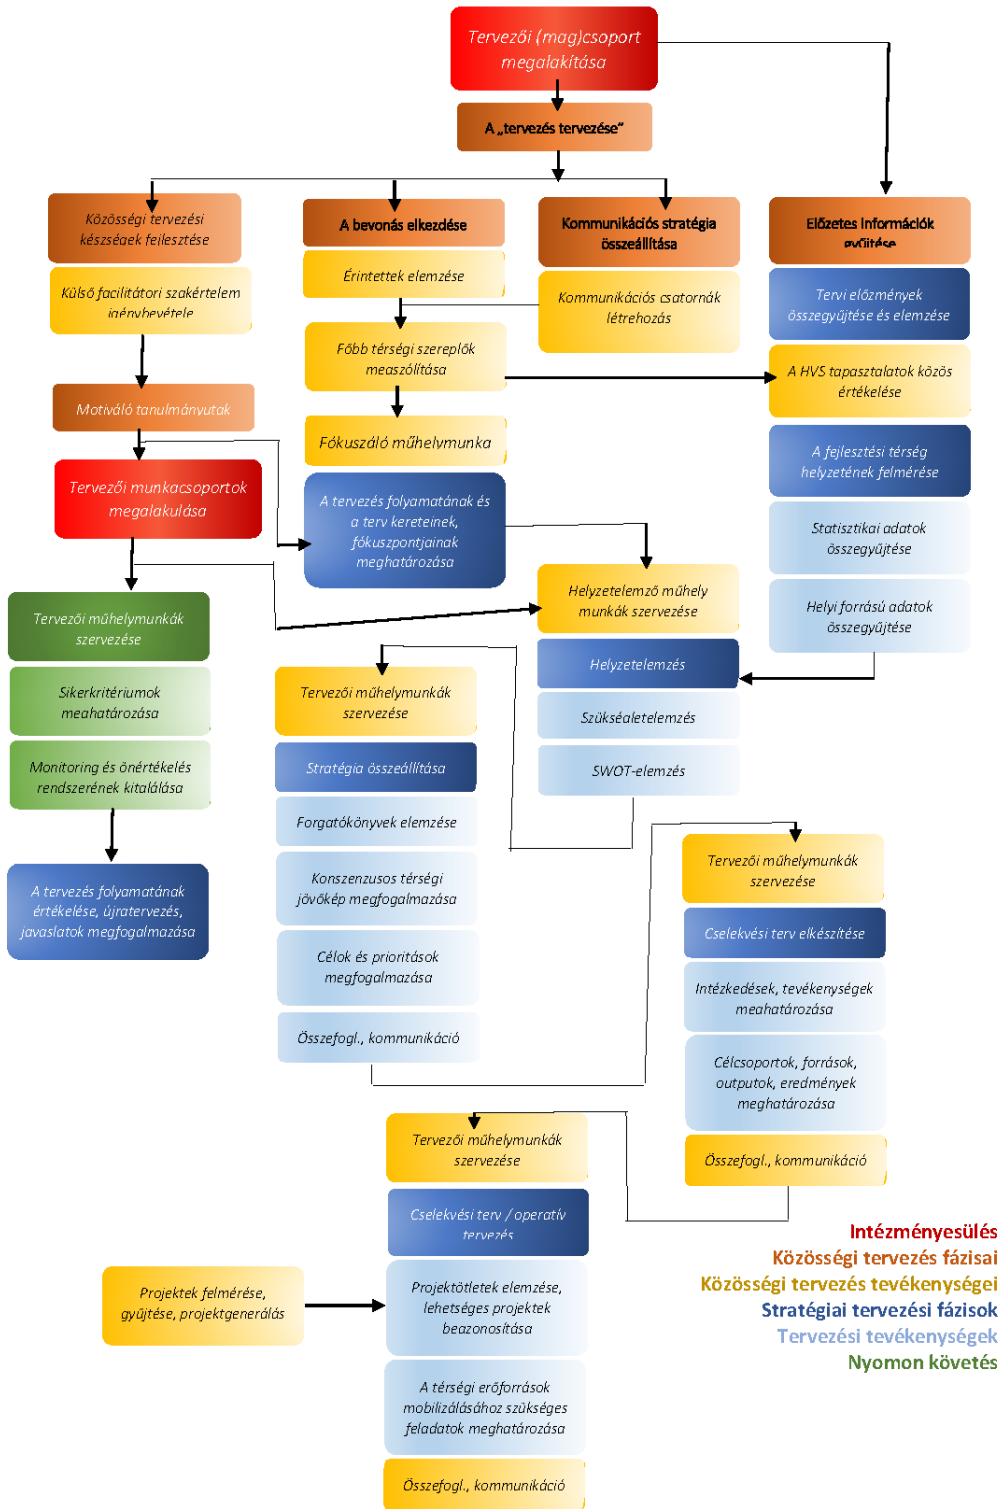 Tervezői (mag)csoport
megalakítása
A „tervezés tervezése“
Közösségi tervezési
készségek fejlesztése
Külső facilitátori szakértelem
igénybevétele
Motiváló tanulmányutak
Tervezői munkacsoportok
megalakulása
Tervezői műhelymunkák
szervezése
Sikerkritériumok
meghatározása
Monitoring és önértékelés
rendszerének kitalálása
A tervezés folyamatának
értékelése, újratervezés,
javaslatok megfogalmazása
A bevonás elkezdése
Érintettek elemzése
Főbb térségi szereplők
megszólítása
Fókuszáló műhelymunka
A tervezés folyamatának és
a terv kereteinek,
fókuszpontjainak
meghatározása
Kommunikációs stratégia
összeállítása
Kommunikációs csatornák
létrehozás
Előzetes információk
gyűjtése
Tervi előzmények
összegyűjtése és elemzése
A HVS tapasztalatok közös
értékelése
A fejlesztési térség
helyzetének felmérése
Statisztikai adatok
összegyűjtése
Helyi forrású adatok
összegyűjtése
Helyzetelemző műhely
munkák szervezése
Helyzetelemzés
Szükségletelemzés
SWOT-elemzés
Tervezői műhelymunkák
szervezése
Stratégia összeállítása
Forgatókönyvek elemzése
Konszenzusos térségi
jövőkép megfogalmazása
Célok és prioritások
megfogalmazása
Összefogl., kommunikáció
Tervezői műhelymunkák
szervezése
Cselekvési terv elkészítése
Intézkedések, tevékenységek
meghatározása
Célcsoportok, források,
outputok, eredmények
meghatározása
Összefogl., kommunikáció
Tervezői műhelymunkák
szervezése
Cselekvési terv / operatív
tervezés
Projektek felmérése,
gyűjtése, projektgenerálás
Projektötletek elemzése,
lehetséges projektek
beazonosítása
A térségi erőforrások
mobilizálásához szükséges
feladatok meghatározása
Összefogl., kommunikáció
Intézményesülés
Közösségi tervezés fázisai
Közösségi tervezés tevékenységei
Stratégiai tervezési fázisok
Tervezési tevékenységek
Nyomon követés